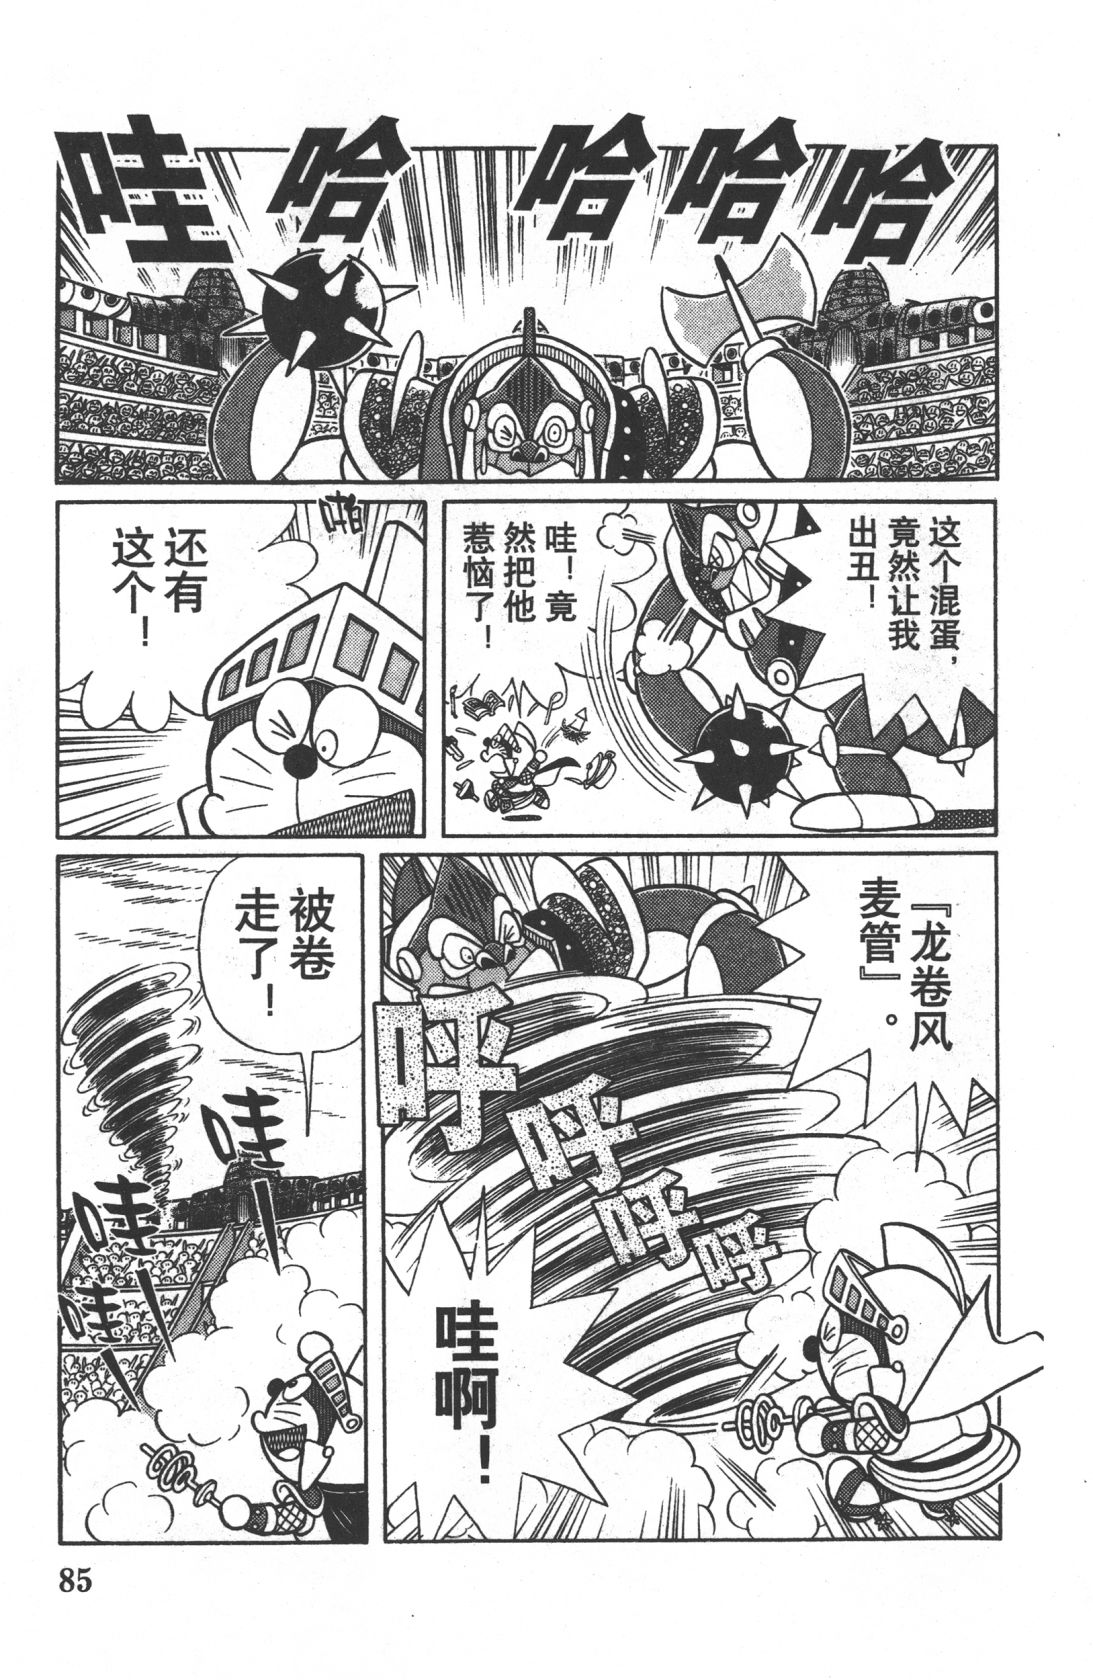 哇哈哈哈哈
这个混蛋,
竟然让我
出丑!
哇!竟
然把他
惹恼了!
啪
还有
这个!
『龙卷风
麦管』。
呼
呼
呼
呼
哇啊!
被卷
走了!
哇
哇
哇
85